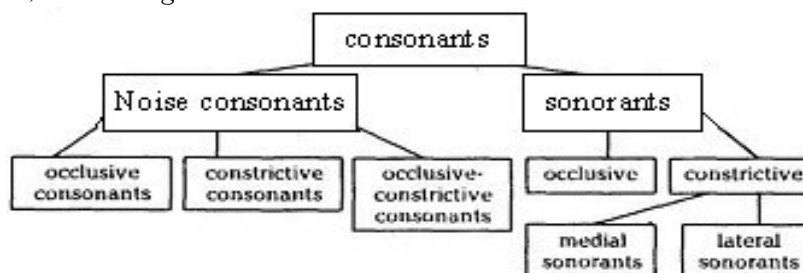 consonants
Noise consonants
sonorants
occlusive
consonants
constrictive
consonants
occlusive-
constrictive
consonants
occlusive
constrictive
medial
sonorants
lateral
sonorants